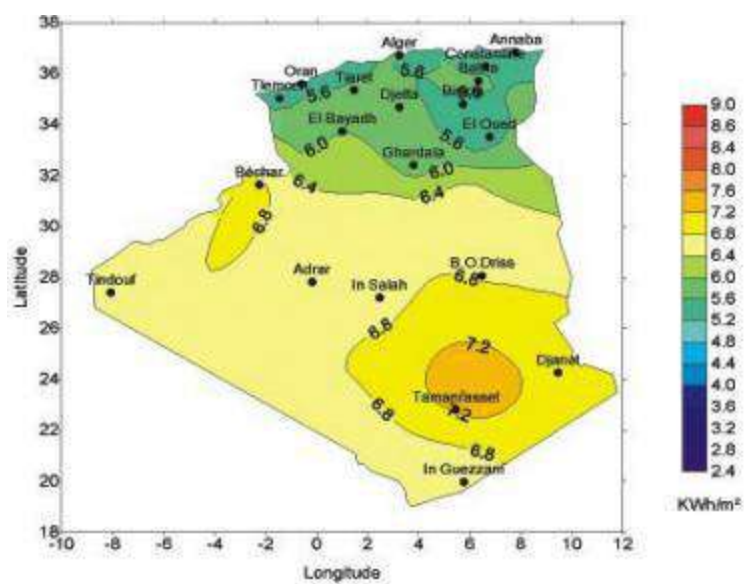 38
36
34
32
30
28
26
24
22
20
18
Latitude
-10 -8 -6 -4 -2 0 2 4 6 8 10 12
Longitude
Alger
Annaba
Constantine
Oran
Tiaret
5.6
Tlemcen
5.6
Djelfa
El Bayadh
5.6
El Oued
6.0
Ghardaia
6.0
Béchar
6.4
6.4
6.8
B.O.Driss
Tindouf
Adrar
In Salah
6.8
6.8
7.2
Djanet
Tamanrasset
7.2
6.8
6.8
In Guezzam
9.0
8.6
8.4
8.0
7.6
7.2
6.8
6.4
6.0
5.6
5.2
4.8
4.4
4.0
3.6
3.2
2.8
2.4
KWh/m²